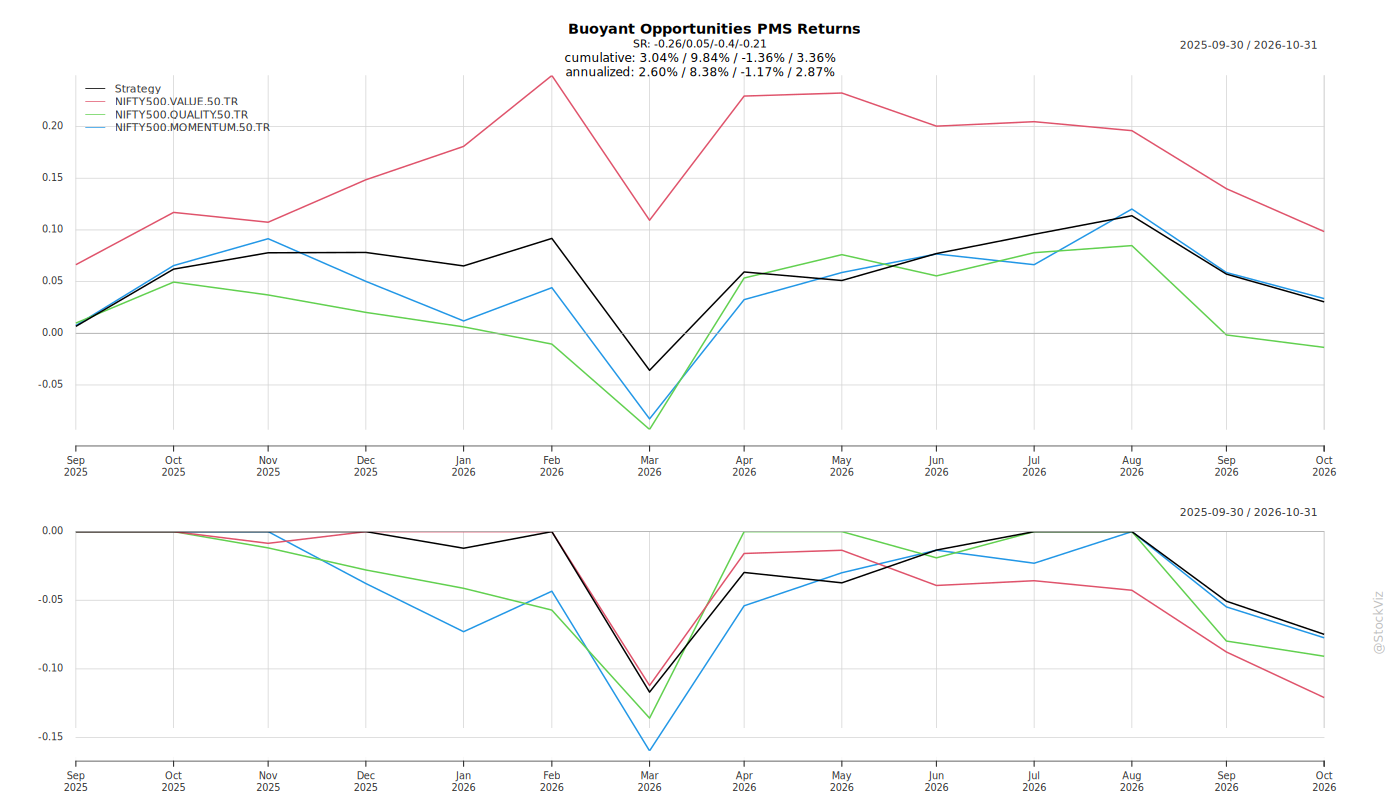 Buoyant Opportunities PMS Returns
SR: -0.26/0.05/-0.4/-0.21
2025-09-30 / 2026-10-31
cumulative: 3.04% / 9.84% / -1.36% / 3.36%
annualized: 2.60% / 8.38% / -1.17% / 2.87%
Strategy
NIFTY500.VALUE.50.TR
NIFTY500.QUALITY.50.TR
NIFTY500.MOMENTUM.50.TR
0.20
0.15
0.10
0.05
0.00
-0.05
Sep Oct Nov Dec Jan Feb Mar Apr May Jun Jul Aug Sep Oct
2025 2025 2025 2025 2026 2026 2026 2026 2026 2026 2026 2026 2026 2026
2025-09-30 / 2026-10-31
0.00
-0.05
-0.10
-0.15
Sep Oct Nov Dec Jan Feb Mar Apr May Jun Jul Aug Sep Oct
2025 2025 2025 2025 2026 2026 2026 2026 2026 2026 2026 2026 2026 2026
@StockViz